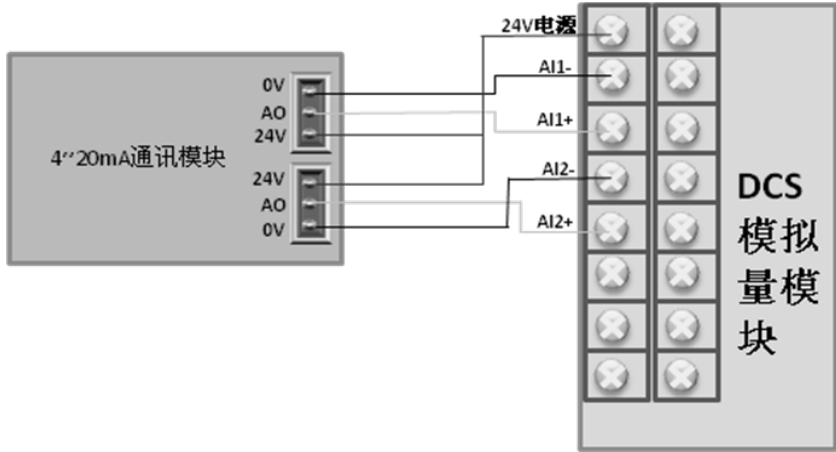 4~20mA通讯模块
0V
AO
24V
24V
AO
0V
24V电源
AI1-
AI1+
AI2-
AI2+
DCS
模拟
量模
块